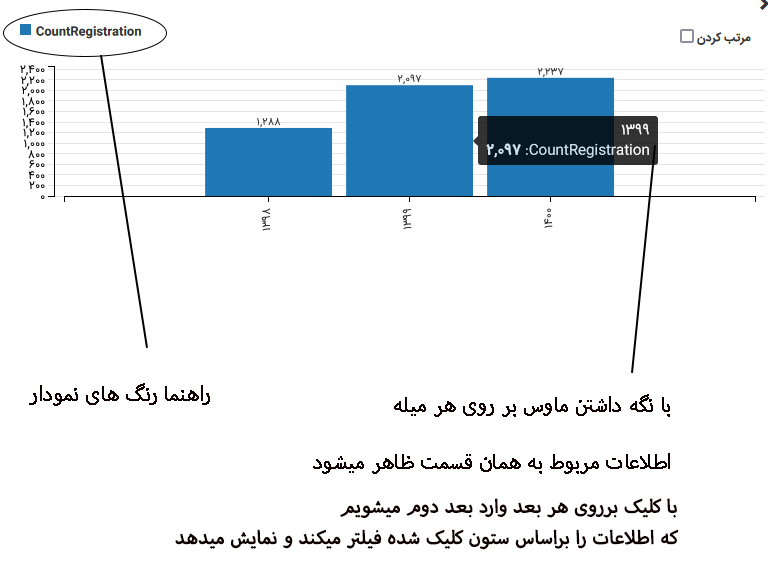 CountRegistration
مرتب کردن
۲,۴۰۰
۲,۲۰۰
۲,۰۰۰
۱,۸۰۰
۱,۶۰۰
۱,۴۰۰
۱,۲۰۰
۱,۰۰۰
۸۰۰
۶۰۰
۴۰۰
۲۰۰
۰
۱,۲۸۸
۲,۰۹۷
۲,۲۳۷
۱۳۹۹
CountRegistration: ۲,۰۹۷
۱۳۹۸
۱۳۹۹
۱۴۰۰
راهنما رنگ های نمودار
با نگه داشتن ماوس بر روی هر میله
اطلاعات مربوط به همان قسمت ظاهر میشود
با کلیک برروی هر بعد وارد بعد دوم میشویم
که اطلاعات را براساس ستون کلیک شده فیلتر میکند و نمایش میدهد